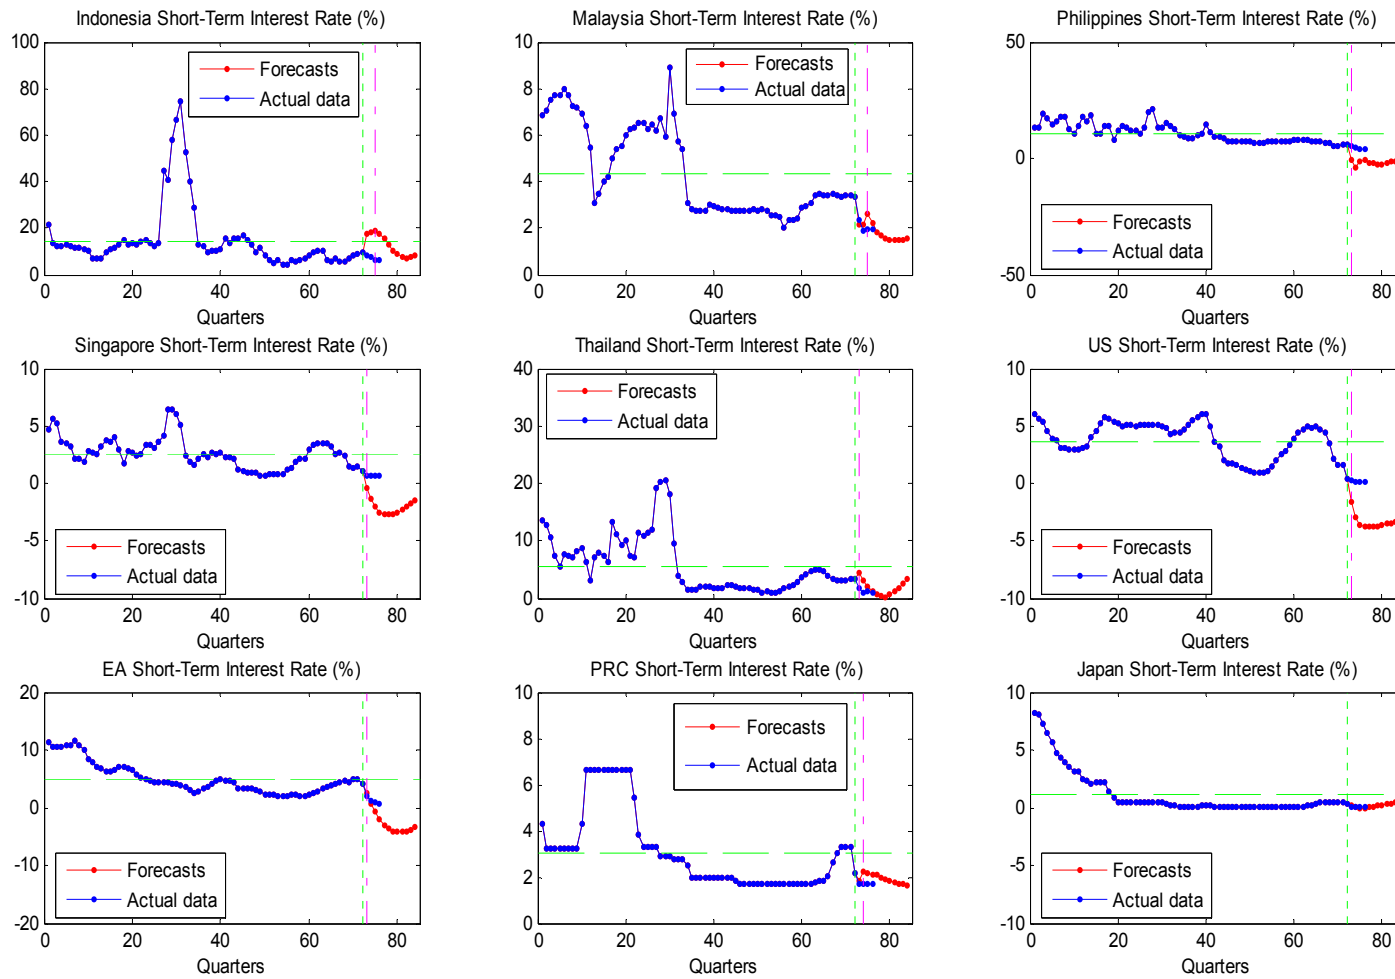 Indonesia Short-Term Interest Rate (%)
100
80
60
40
20
0
Forecasts
Actual data
0 20 40 60 80
Quarters
Malaysia Short-Term Interest Rate (%)
10
8
6
4
2
0
Forecasts
Actual data
0 20 40 60 80
Quarters
Philippines Short-Term Interest Rate (%)
50
0
-50
Forecasts
Actual data
0 20 40 60 80
Quarters
Singapore Short-Term Interest Rate (%)
10
5
0
-5
-10
Forecasts
Actual data
0 20 40 60 80
Quarters
Thailand Short-Term Interest Rate (%)
40
30
20
10
0
Forecasts
Actual data
0 20 40 60 80
Quarters
US Short-Term Interest Rate (%)
10
5
0
-5
-10
Forecasts
Actual data
0 20 40 60 80
Quarters
EA Short-Term Interest Rate (%)
20
10
0
-10
-20
Forecasts
Actual data
0 20 40 60 80
Quarters
PRC Short-Term Interest Rate (%)
10
8
6
4
2
0
Forecasts
Actual data
0 20 40 60 80
Quarters
Japan Short-Term Interest Rate (%)
10
5
0
-5
-10
Forecasts
Actual data
0 20 40 60 80
Quarters